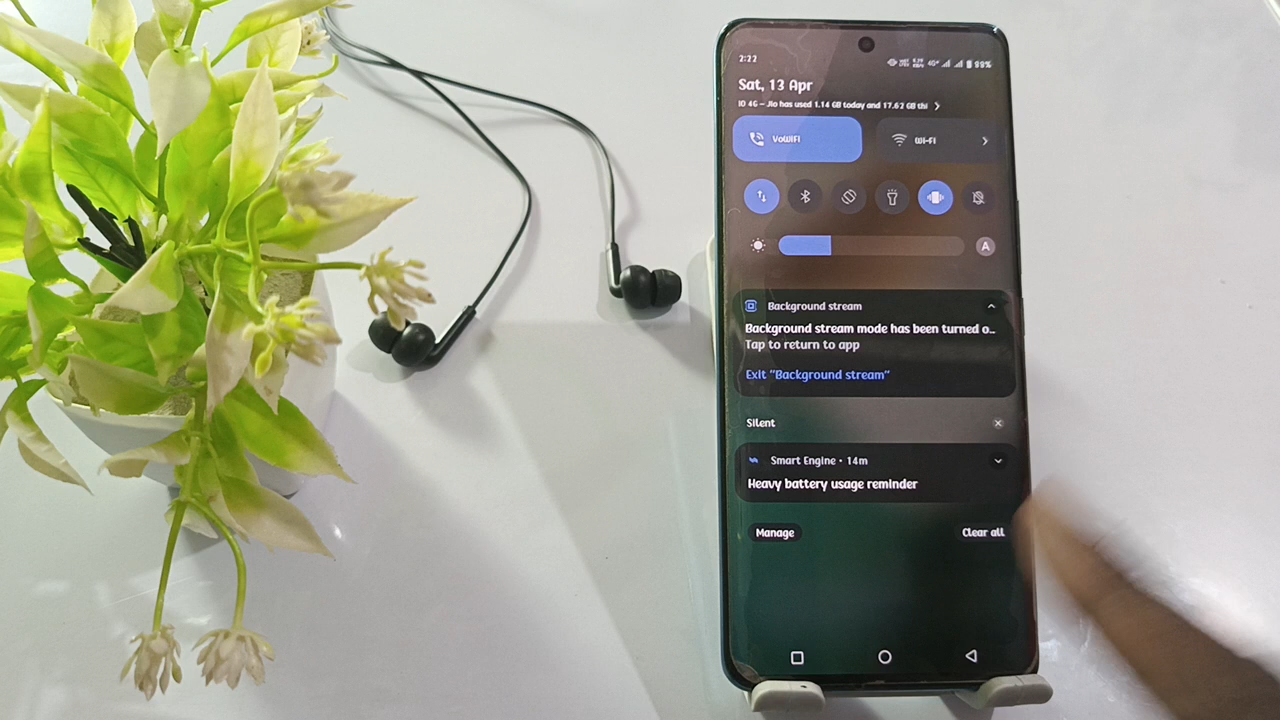 2:22
4G+ 89%
Sat, 13 Apr
Jio has used 1.14 GB today and 17.62 GB thi
VoWiFi
Wi-Fi
A
Background stream
Background stream mode has been turned o..
Tap to return to app
Exit "Background stream"
Silent
Smart Engine • 14m
Heavy battery usage reminder
Manage
Clear all